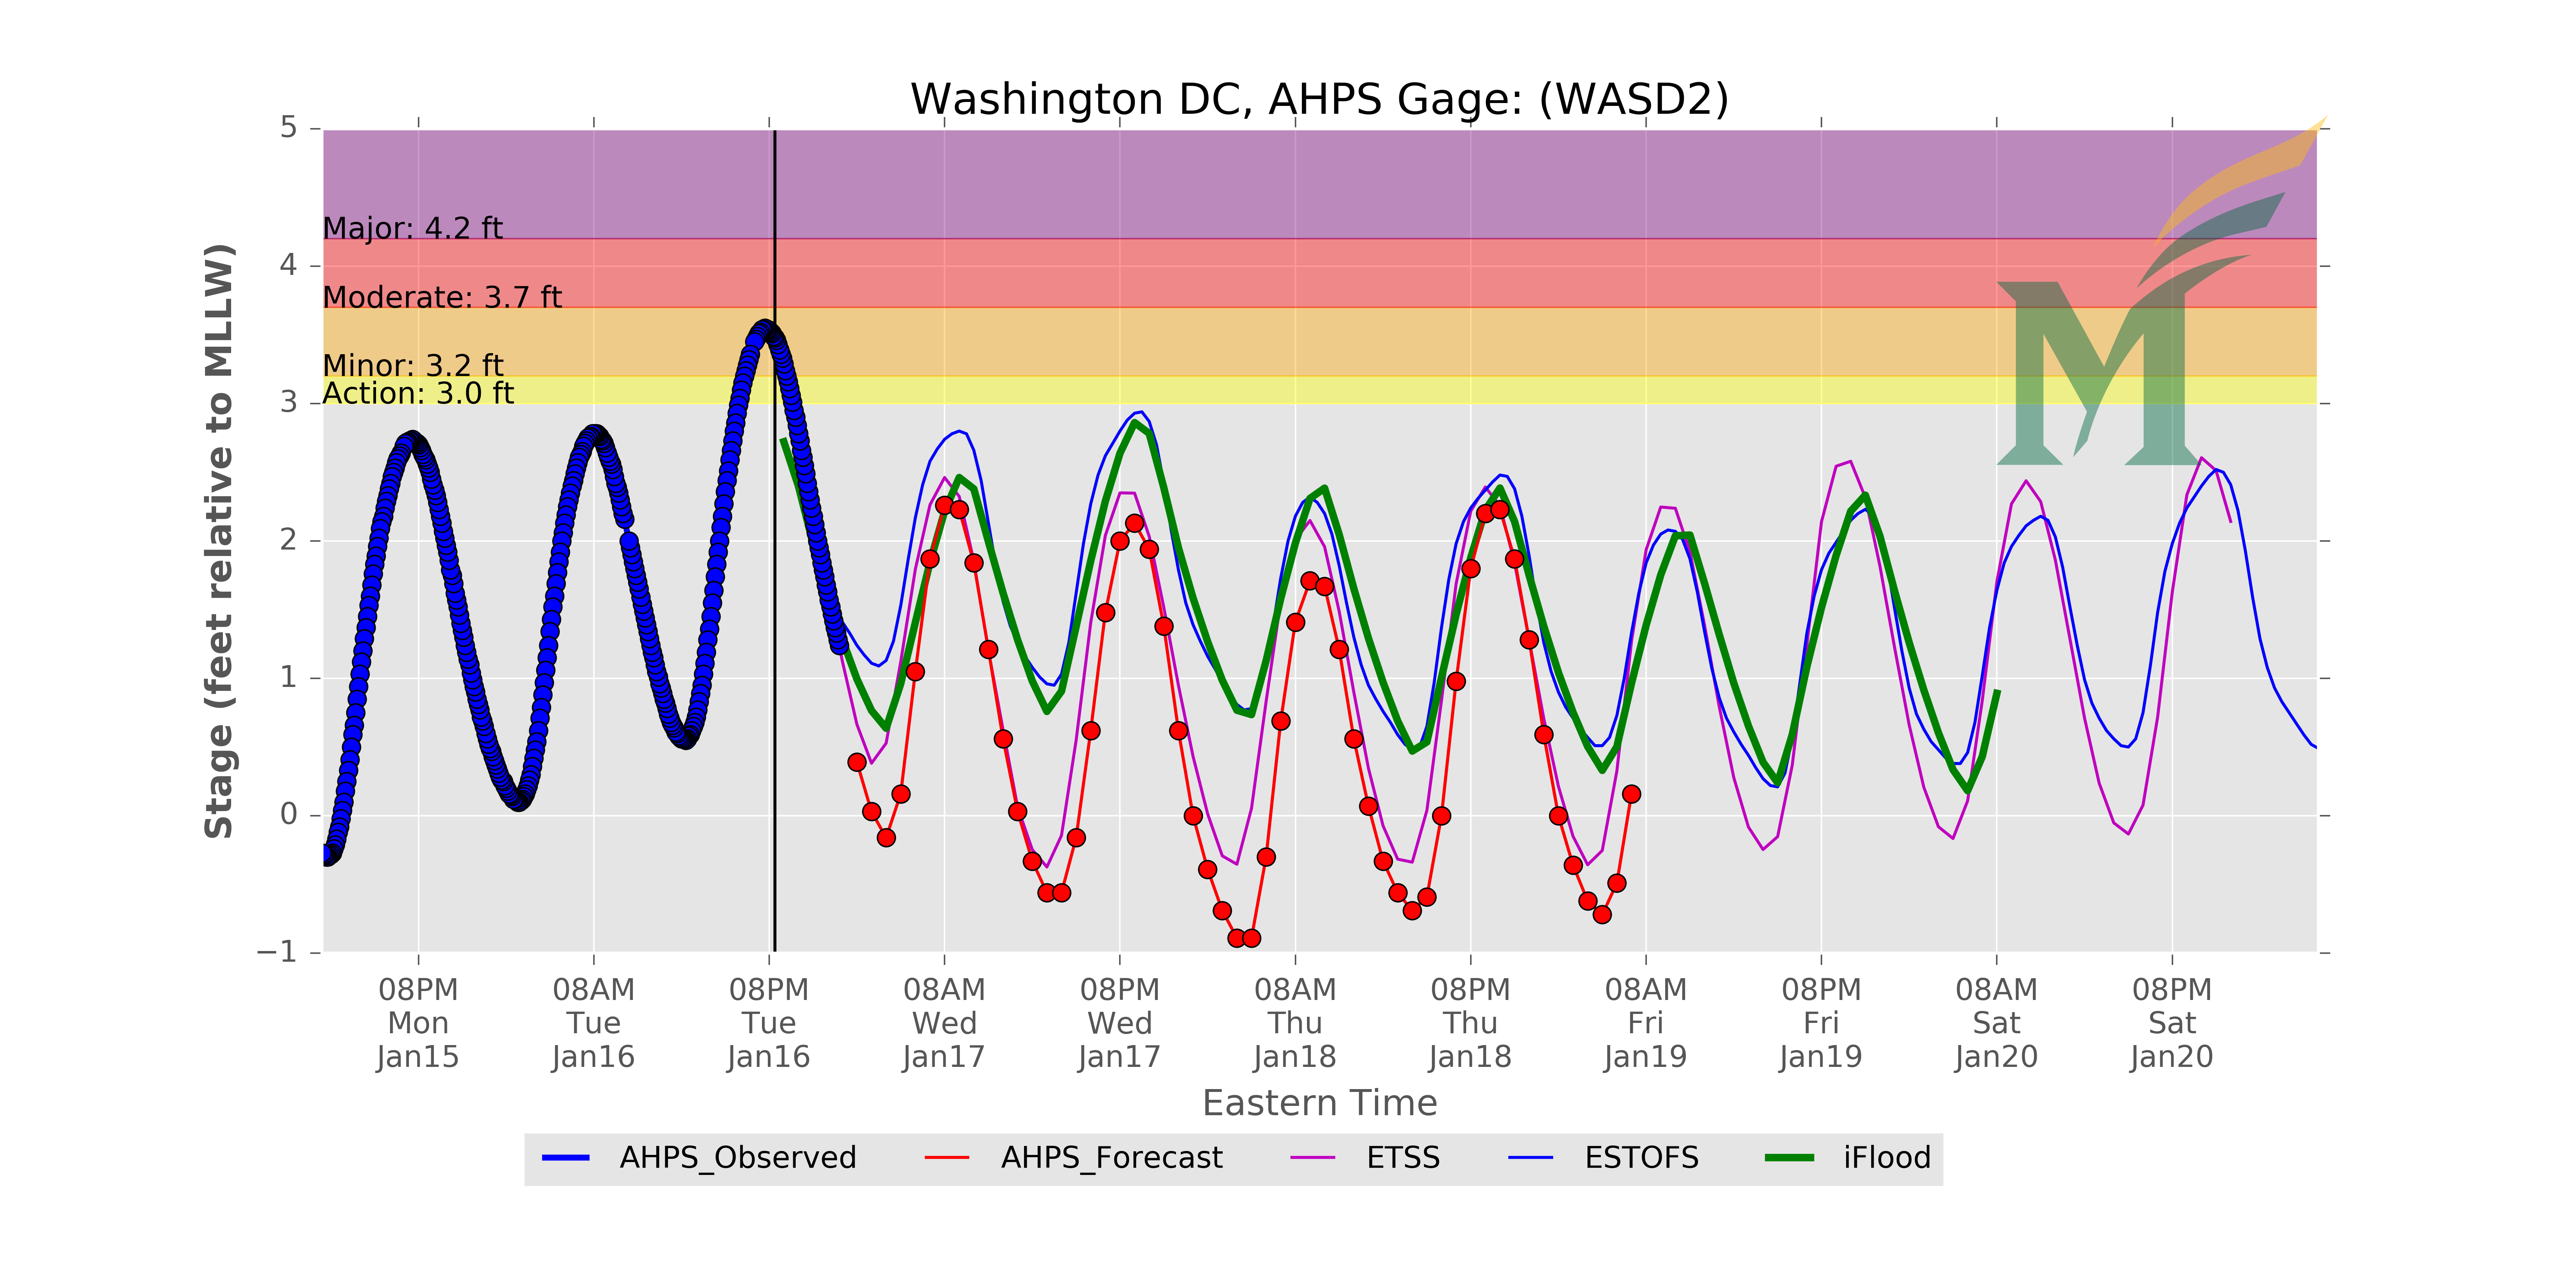 Washington DC, AHPS Gage: (WASD2)
5
Major: 4.2 ft
4
Moderate: 3.7 ft
Minor: 3.2 ft
Action: 3.0 ft
3
2
1
0
−1
Stage (feet relative to MLLW)
08PM 08AM 08PM 08AM 08PM 08AM 08PM 08AM 08PM 08AM 08PM
Mon Tue Tue Wed Wed Thu Thu Fri Fri Sat Sat
Jan15 Jan16 Jan16 Jan17 Jan17 Jan18 Jan18 Jan19 Jan19 Jan20 Jan20
Eastern Time
AHPS_Observed AHPS_Forecast ETSS ESTOFS iFlood